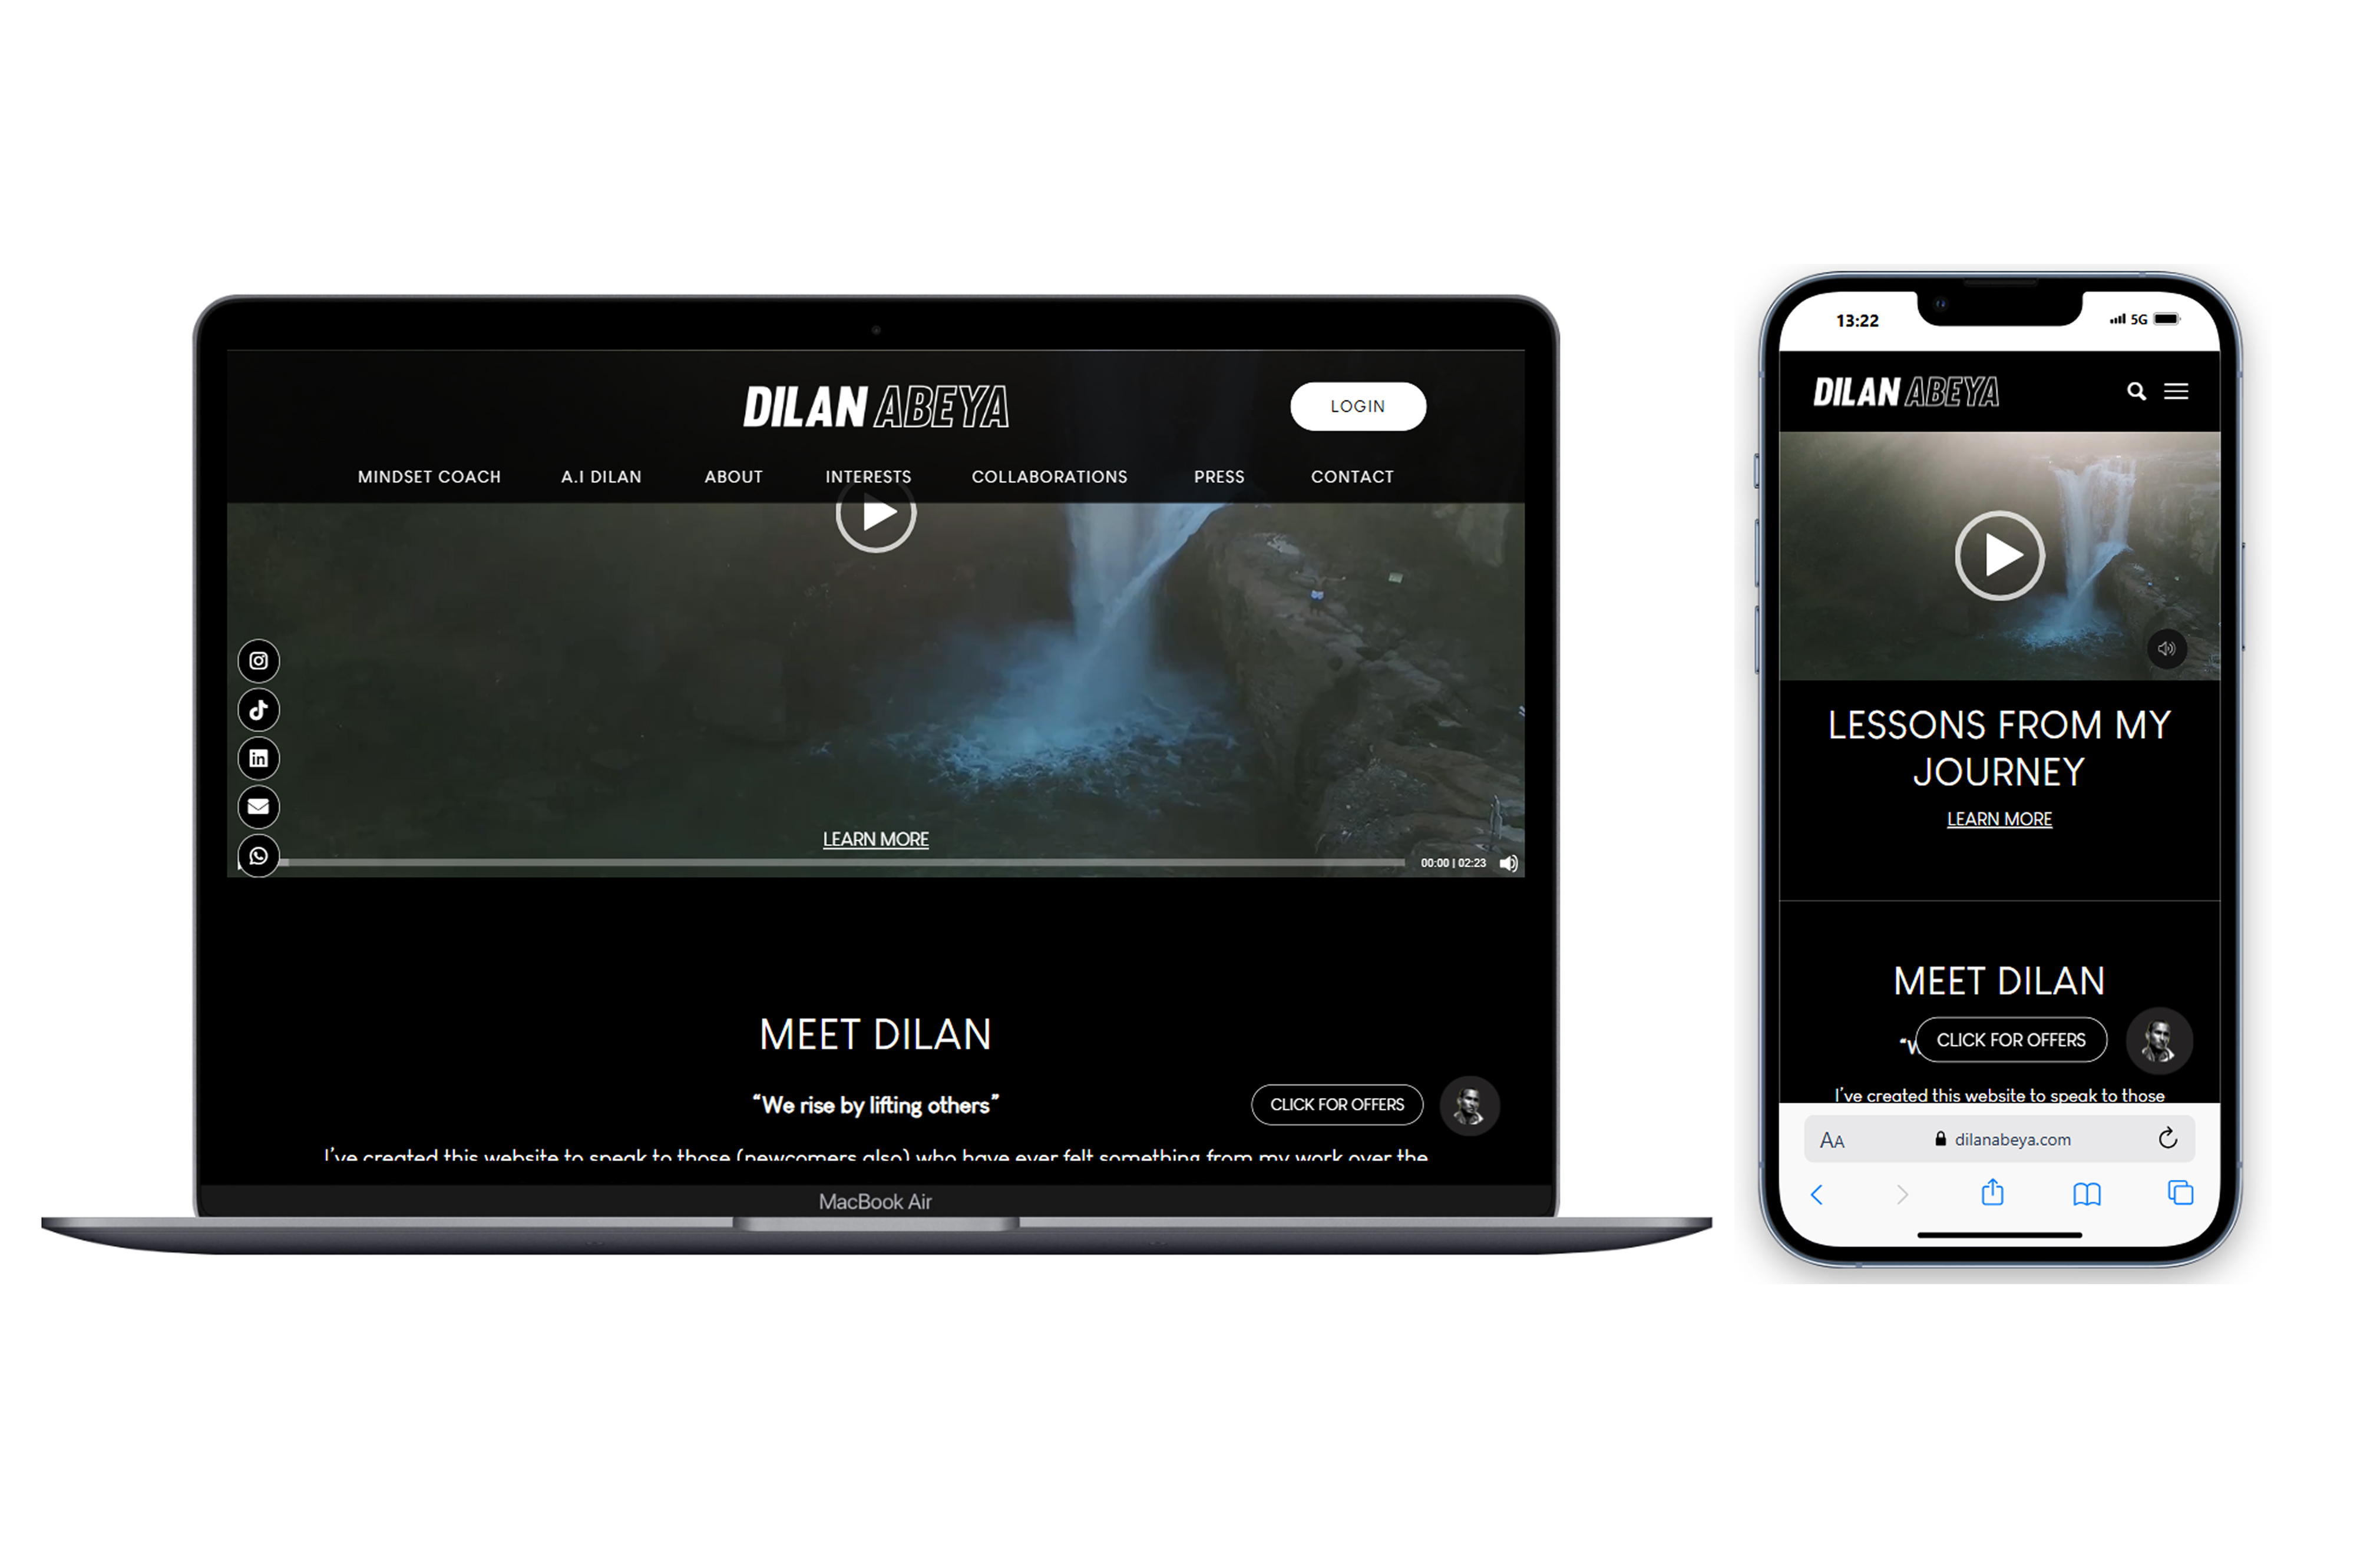 DILAN ABEYA
LOGIN
MINDSET COACH A.I DILAN ABOUT INTERESTS COLLABORATIONS PRESS CONTACT
LEARN MORE
00:00 | 02:23
MEET DILAN
“We rise by lifting others”
CLICK FOR OFFERS
I’ve created this website to speak to those (newcomers also) who have ever felt something from my work over the
MacBook Air
13:22
5G
DILAN ABEYA
LESSONS FROM MY
JOURNEY
LEARN MORE
MEET DILAN
“W
CLICK FOR OFFERS
I’ve created this website to speak to those
AA dilanabeya.com